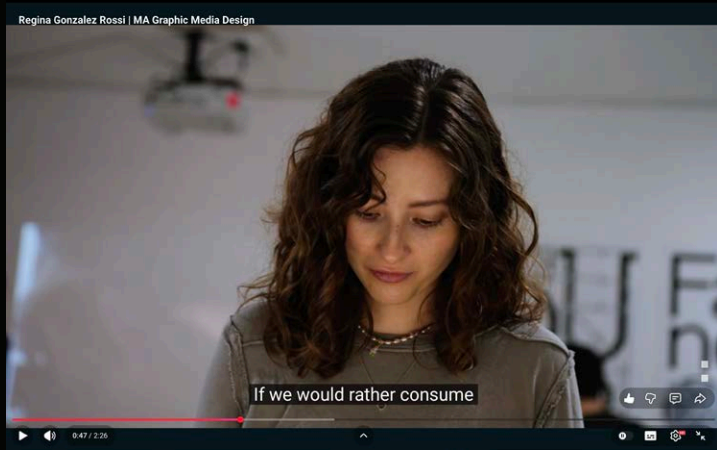 Regina Gonzalez Rossi | MA Graphic Media Design
If we would rather consume
0:47 / 2:26